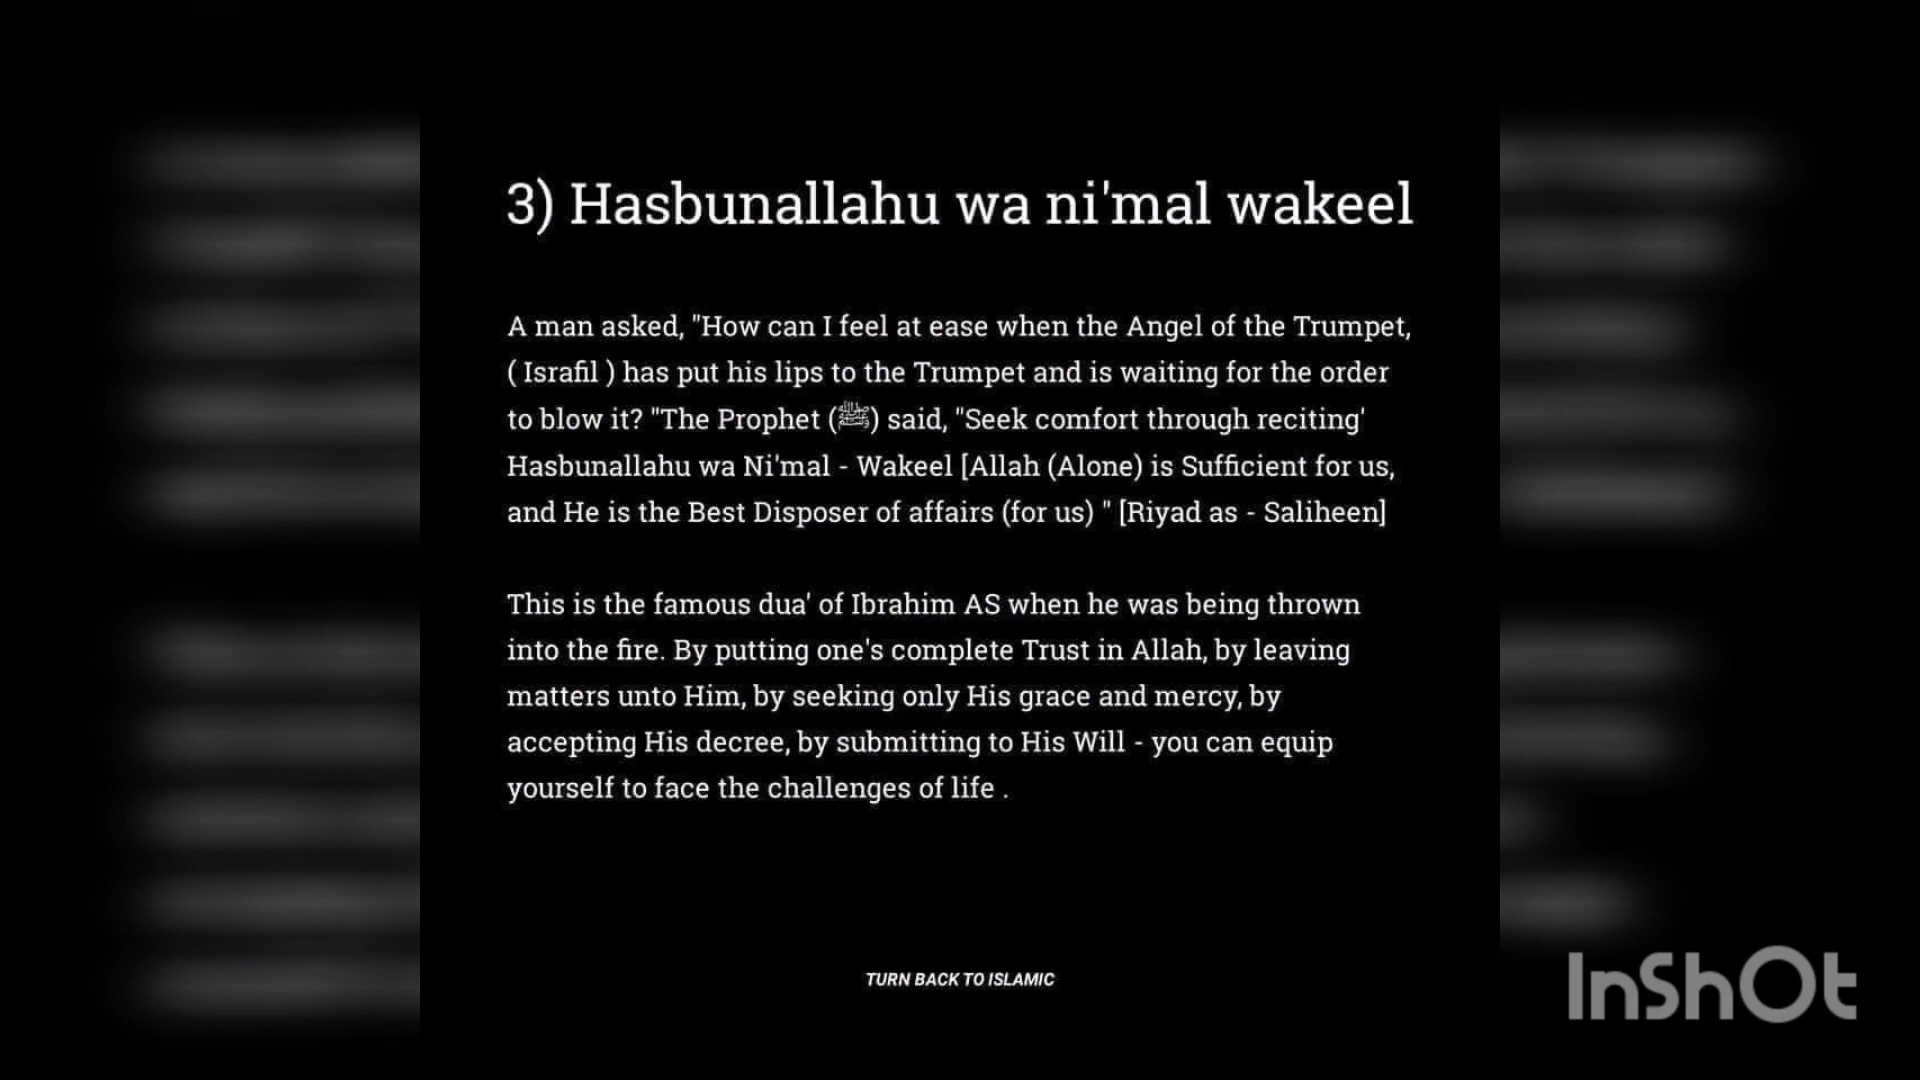 3) Hasbunallahu wa ni'mal wakeel
A man asked, "How can I feel at ease when the Angel of the Trumpet,
( Israfil ) has put his lips to the Trumpet and is waiting for the order
to blow it? "The Prophet (ﷺ) said, "Seek comfort through reciting'
Hasbunallahu wa Ni'mal - Wakeel [Allah (Alone) is Sufficient for us,
and He is the Best Disposer of affairs (for us) " [Riyad as - Saliheen]
This is the famous dua' of Ibrahim AS when he was being thrown
into the fire. By putting one's complete Trust in Allah, by leaving
matters unto Him, by seeking only His grace and mercy, by
accepting His decree, by submitting to His Will - you can equip
yourself to face the challenges of life .
TURN BACK TO ISLAMIC
InShOt